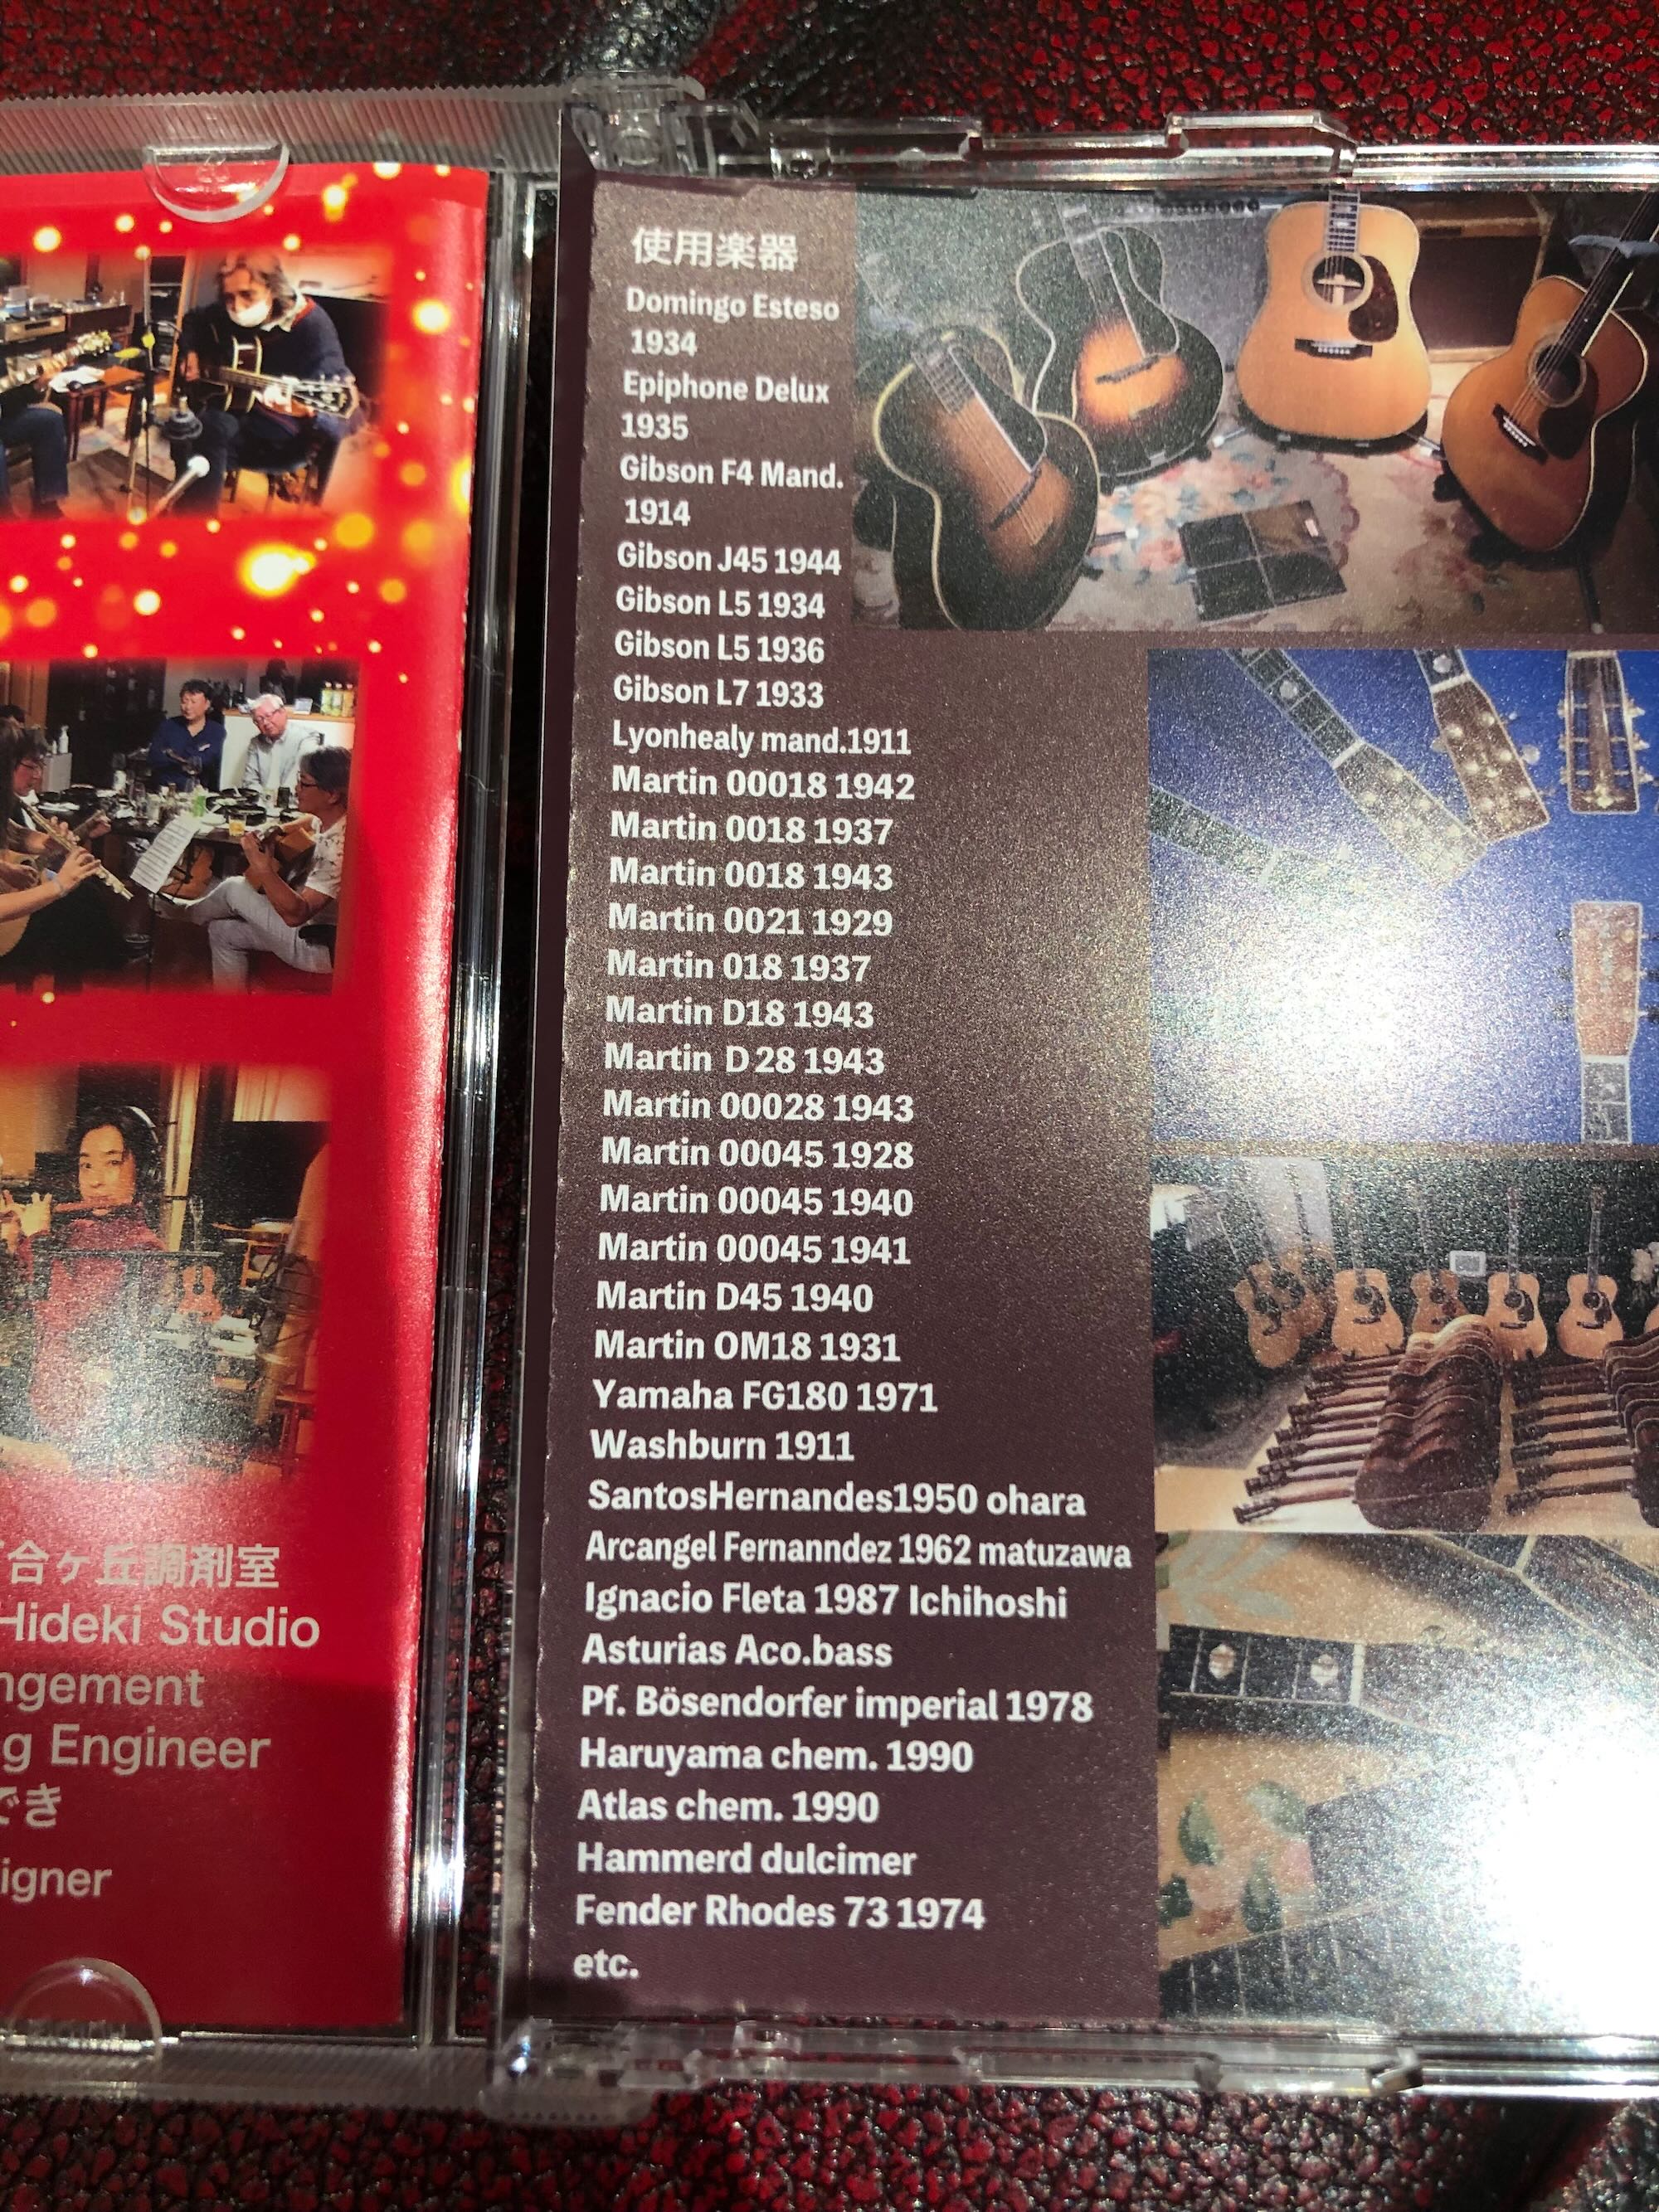 合ヶ丘調剤室
Hideki Studio
ngement
g Engineer
でき
igner
使用楽器
Domingo Esteso
1934
Epiphone Delux
1935
Gibson F4 Mand.
1914
Gibson J45 1944
Gibson L5 1934
Gibson L5 1936
Gibson L7 1933
Lyonhealy mand.1911
Martin 00018 1942
Martin 0018 1937
Martin 0018 1943
Martin 0021 1929
Martin 018 1937
Martin D18 1943
Martin D 28 1943
Martin 00028 1943
Martin 00045 1928
Martin 00045 1940
Martin 00045 1941
Martin D45 1940
Martin OM18 1931
Yamaha FG180 1971
Washburn 1911
SantosHernandes1950 ohara
Arcangel Fernanndez 1962 matuzawa
Ignacio Fleta 1987 Ichihoshi
Asturias Aco.bass
Pf. Bösendorfer imperial 1978
Haruyama chem. 1990
Atlas chem. 1990
Hammerd dulcimer
Fender Rhodes 73 1974
etc.